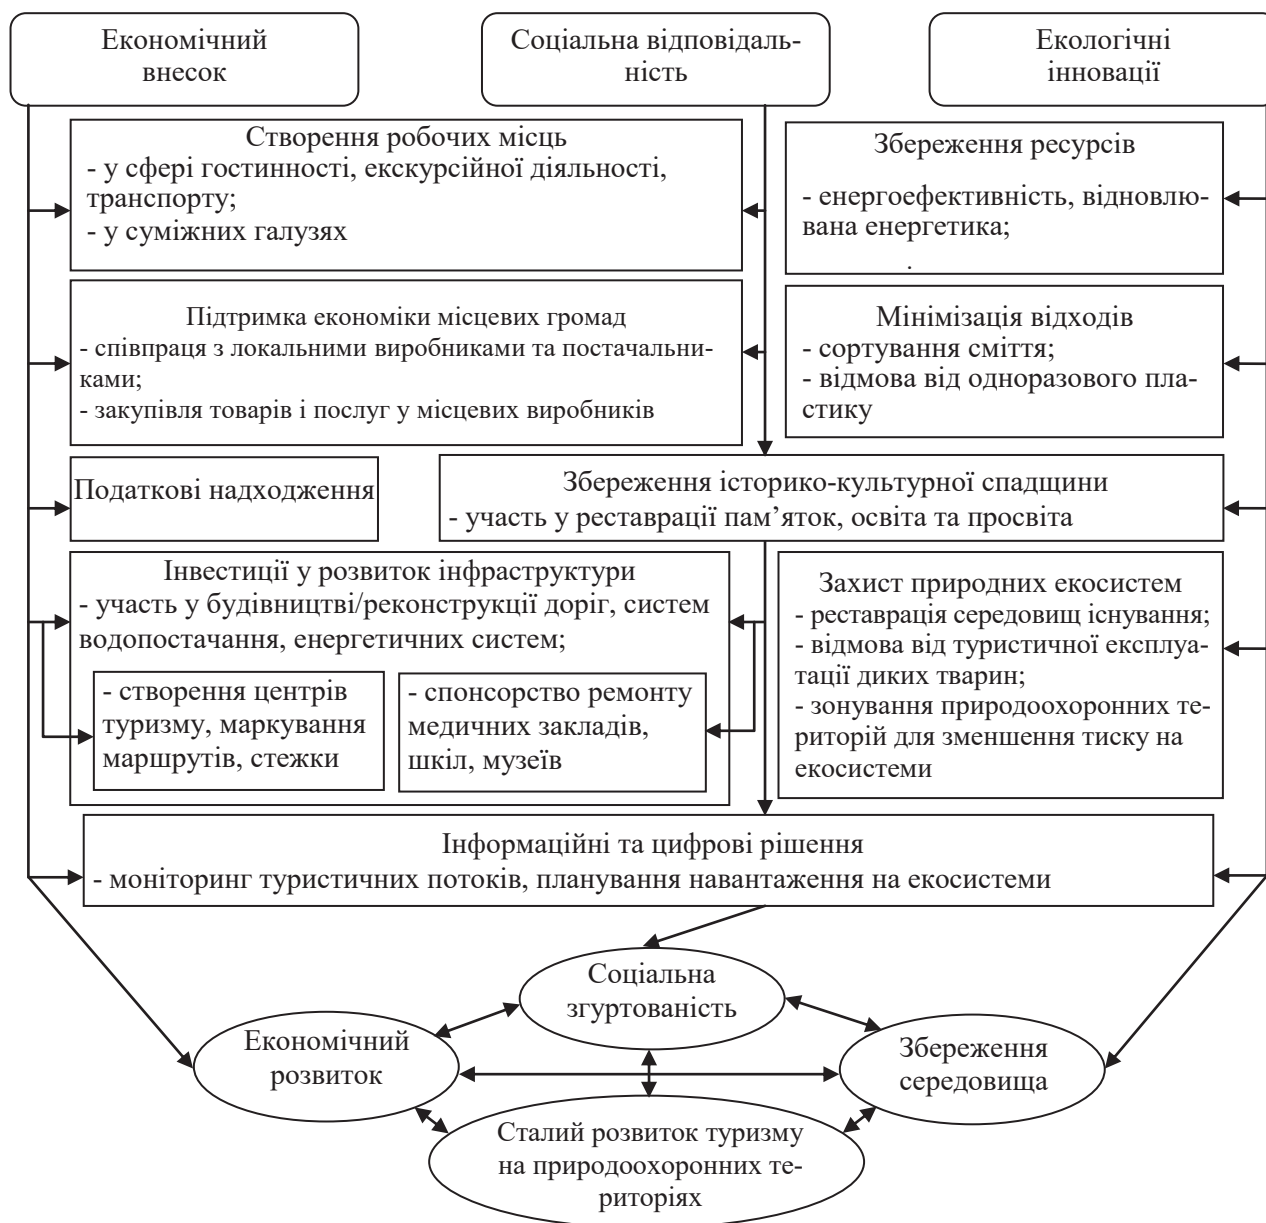 Економічний
внесок
Соціальна відповідаль-
ність
Екологічні
інновації
Створення робочих місць
- у сфері гостинності, екскурсійної діяльності,
транспорту;
- у суміжних галузях
Збереження ресурсів
- енергоефективність, відновлю-
вана енергетика;
.
Підтримка економіки місцевих громад
- співпраця з локальними виробниками та постачальни-
ками;
- закупівля товарів і послуг у місцевих виробників
Мінімізація відходів
- сортування сміття;
- відмова від одноразового пла-
стику
Податкові надходження
Збереження історико-культурної спадщини
- участь у реставрації пам’яток, освіта та просвіта
Інвестиції у розвиток інфраструктури
- участь у будівництві/реконструкції доріг, систем
водопостачання, енергетичних систем;
- створення центрів
туризму, маркування
маршрутів, стежки
- спонсорство ремонту
медичних закладів,
шкіл, музеїв
Захист природних екосистем
- реставрація середовищ існування;
- відмова від туристичної експлуа-
тації диких тварин;
- зонування природоохоронних те-
риторій для зменшення тиску на
екосистеми
Інформаційні та цифрові рішення
- моніторинг туристичних потоків, планування навантаження на екосистеми
Соціальна
згуртованість
Економічний
розвиток
Збереження
середовища
Сталий розвиток туризму
на природоохоронних те-
риторіях